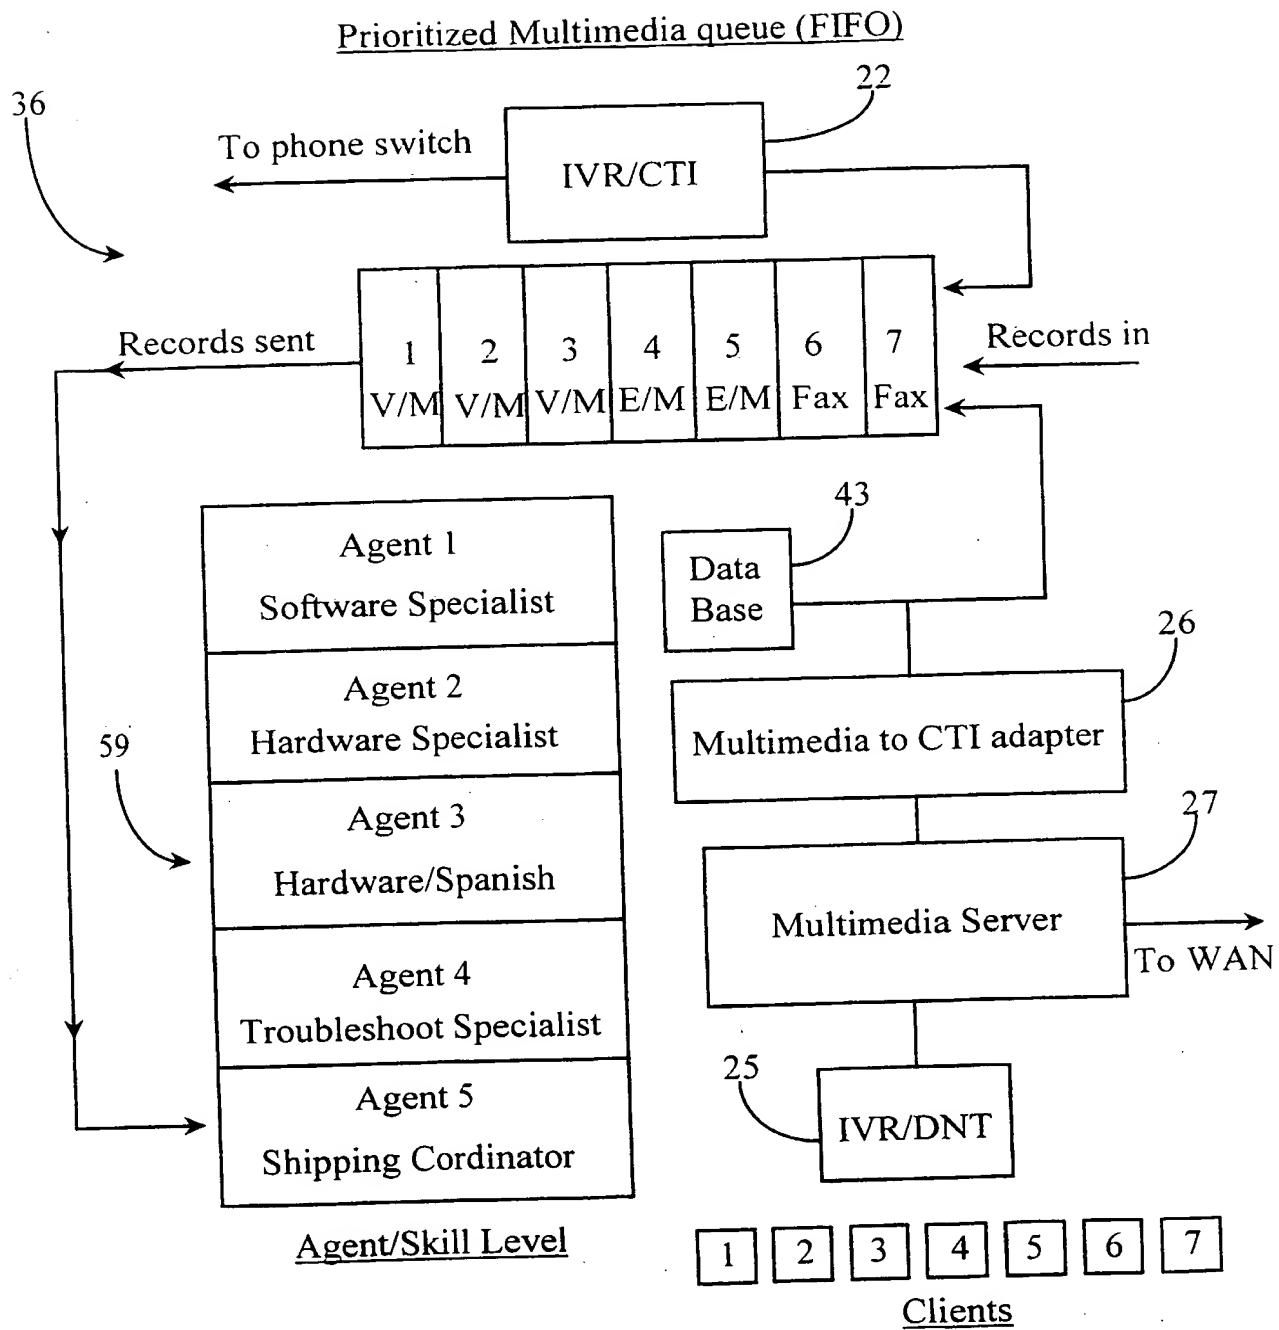 Prioritized Multimedia queue (FIFO)
22
36
To phone switch
IVR/CTI
Records sent
1 2 3 4 5 6 7
V/M V/M V/M E/M E/M Fax Fax
Records in
43
Agent 1
Software Specialist
Data
Base
26
Agent 2
Hardware Specialist
Multimedia to CTI adapter
59
27
Agent 3
Hardware/Spanish
Multimedia Server
To WAN
Agent 4
Troubleshoot Specialist
25
Agent 5
Shipping Cordinator
IVR/DNT
Agent/Skill Level
1 2 3 4 5 6 7
Clients